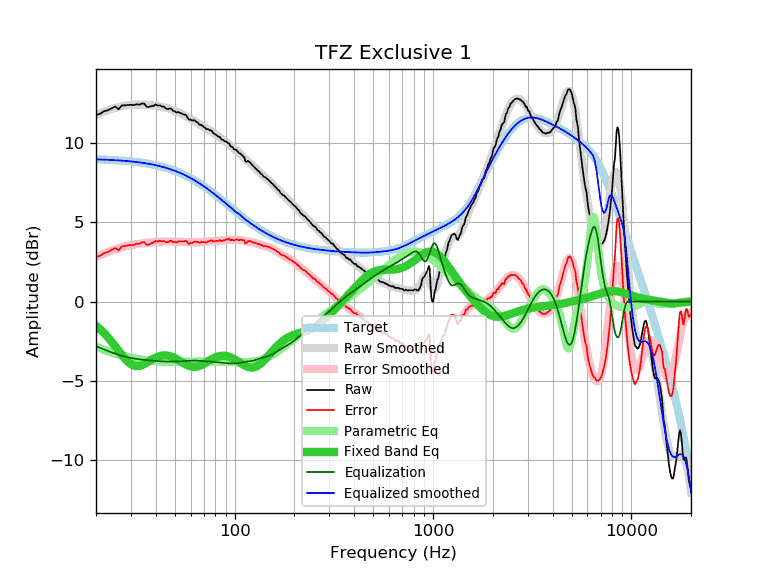 TFZ Exclusive 1
Amplitude (dBr)
10
5
0
−5
−10
Target
Raw Smoothed
Error Smoothed
Raw
Error
Parametric Eq
Fixed Band Eq
Equalization
Equalized smoothed
100
1000
10000
Frequency (Hz)